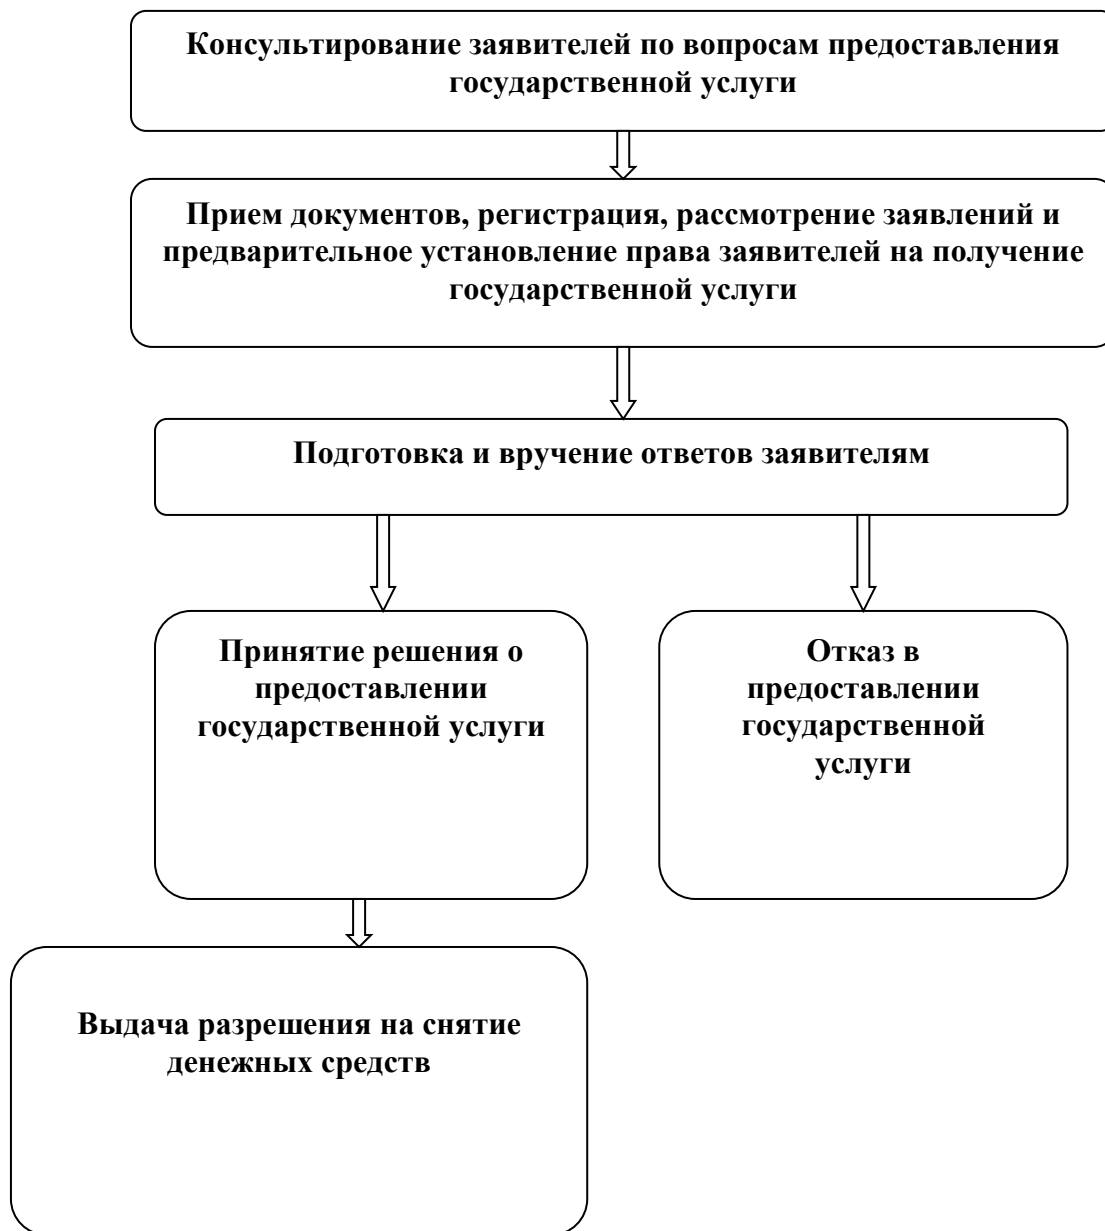 Консультирование заявителей по вопросам предоставления
государственной услуги
Прием документов, регистрация, рассмотрение заявлений и
предварительное установление права заявителей на получение
государственной услуги
Подготовка и вручение ответов заявителям
Принятие решения о
предоставлении
государственной услуги
Отказ в
предоставлении
государственной
услуги
Выдача разрешения на снятие
денежных средств